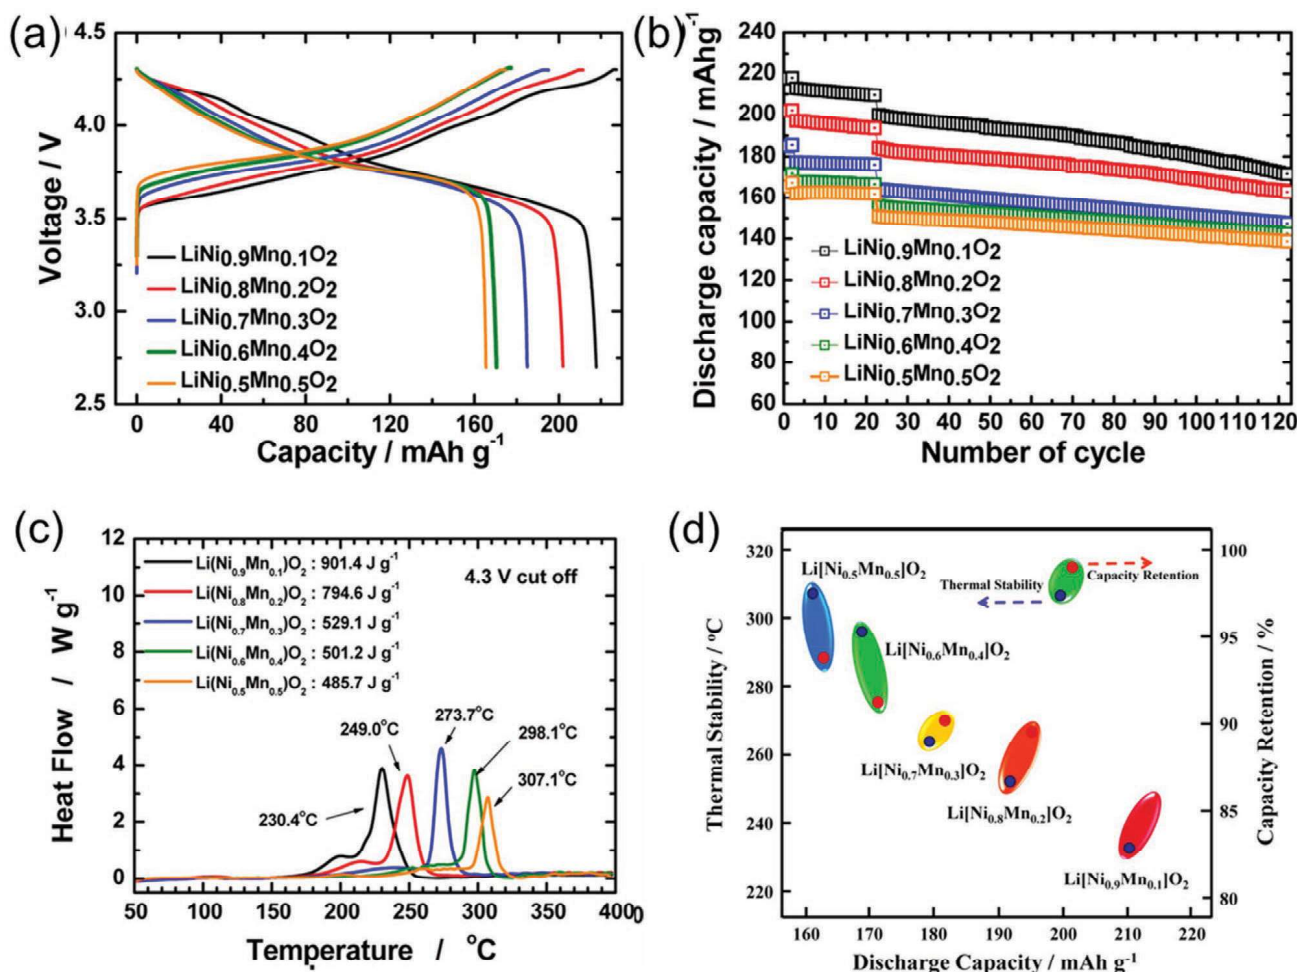 (a)
4.5
4.0
3.5
3.0
2.5
Voltage / V
LiNi0.9Mn0.1O2
LiNi0.8Mn0.2O2
LiNi0.7Mn0.3O2
LiNi0.6Mn0.4O2
LiNi0.5Mn0.5O2
0 40 80 120 160 200
Capacity / mAh g-1
(b)
240
220
200
180
160
140
120
100
80
60
Discharge capacity / mAhg-1
LiNi0.9Mn0.1O2
LiNi0.8Mn0.2O2
LiNi0.7Mn0.3O2
LiNi0.6Mn0.4O2
LiNi0.5Mn0.5O2
0 10 20 30 40 50 60 70 80 90 100 110 120
Number of cycle
(c)
12
10
8
6
4
2
0
Heat Flow / W g-1
Li(Ni0.9Mn0.1)O2 : 901.4 J g-1
Li(Ni0.8Mn0.2)O2 : 794.6 J g-1
Li(Ni0.7Mn0.3)O2 : 529.1 J g-1
Li(Ni0.6Mn0.4)O2 : 501.2 J g-1
Li(Ni0.5Mn0.5)O2 : 485.7 J g-1
4.3 V cut off
230.4oC
249.0oC
273.7oC
298.1oC
307.1oC
50 100 150 200 250 300 350 4000
Temperature / oC
(d)
320
300
280
260
240
220
Thermal Stability / oC
Li[Ni0.5Mn0.5]O2
Li[Ni0.6Mn0.4]O2
Li[Ni0.7Mn0.3]O2
Li[Ni0.8Mn0.2]O2
Li[Ni0.9Mn0.1]O2
Thermal Stability
Capacity Retention
100
95
90
85
80
Capacity Retention / %
160 170 180 190 200 210 220
Discharge Capacity / mAh g-1